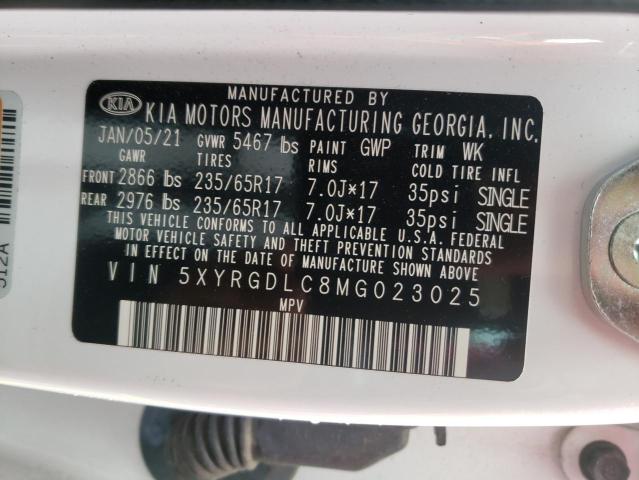 MANUFACTURED BY
KIA KIA MOTORS MANUFACTURING GEORGIA, INC.
JAN/05/21 GVWR 5467 lbs PAINT GWP TRIM WK
GAWR TIRES RIMS COLD TIRE INFL
FRONT 2866 lbs 235/65R17 7.0J*17 35psi SINGLE
REAR 2976 lbs 235/65R17 7.0J*17 35psi SINGLE
THIS VEHICLE CONFORMS TO ALL APPLICABLE U.S.A. FEDERAL
MOTOR VEHICLE SAFETY AND THEFT PREVENTION STANDARDS
IN EFFECT ON THE DATE OF MANUFACTURE SHOWN ABOVE.
VIN 5XYRGDLC8MG023025
MPV
512A